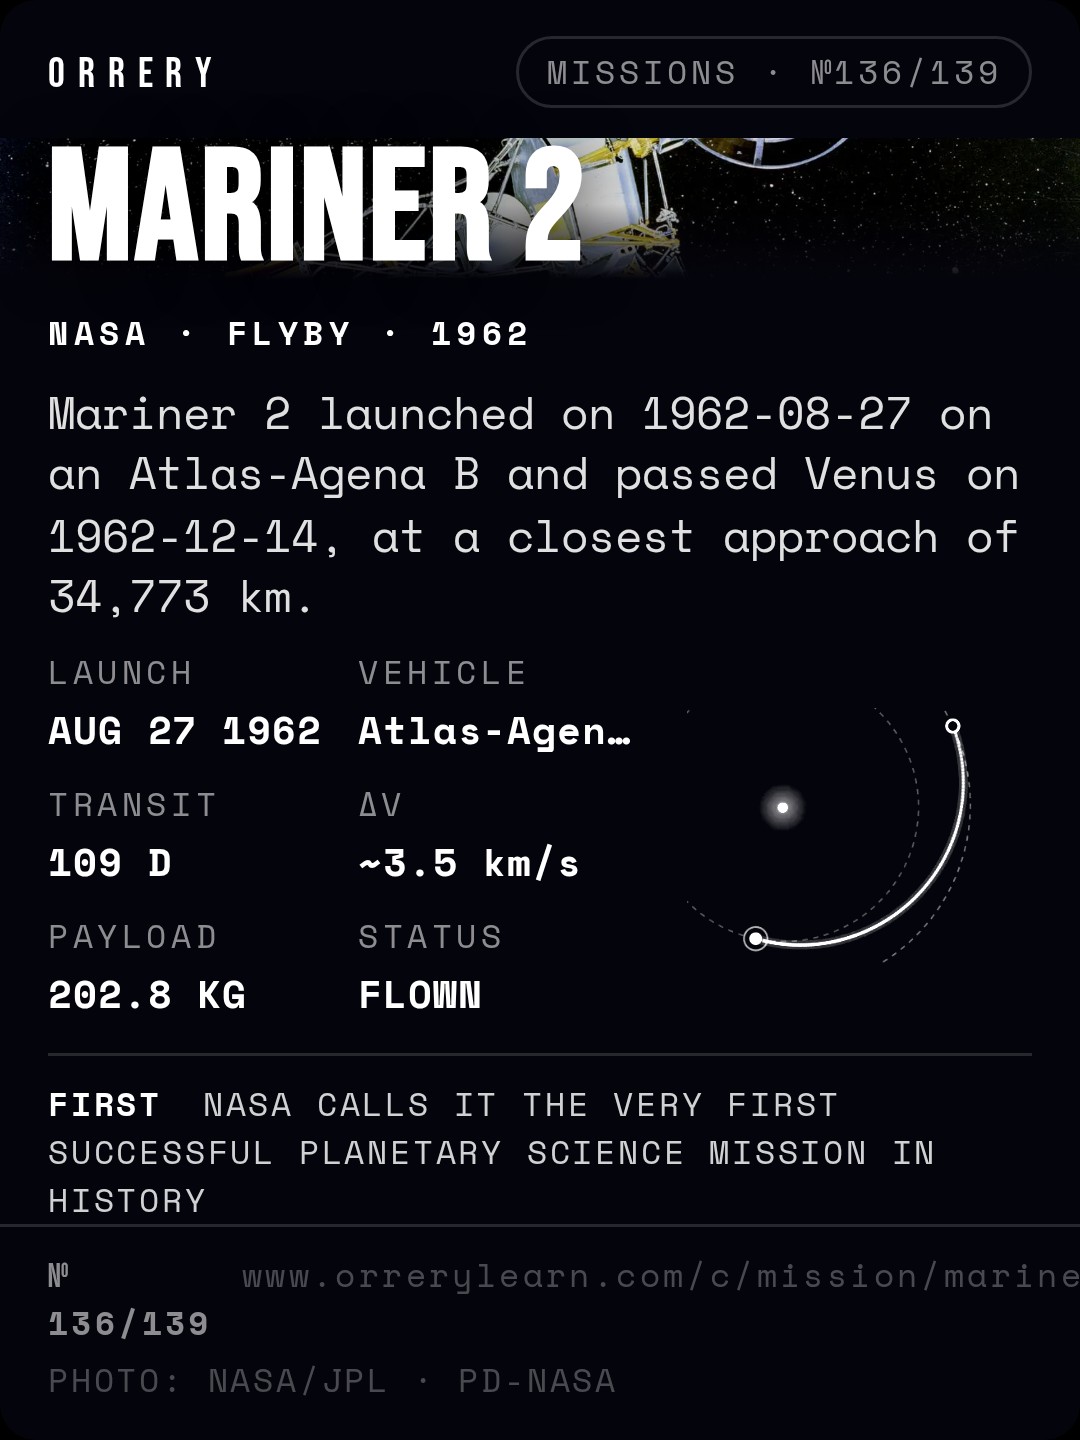 ORRERY
MISSIONS · №136/139
MARINER 2
NASA · FLYBY · 1962
Mariner 2 launched on 1962-08-27 on
an Atlas-Agena B and passed Venus on
1962-12-14, at a closest approach of
34,773 km.
LAUNCH VEHICLE
AUG 27 1962 Atlas-Agen…
TRANSIT ΔV
109 D ~3.5 km/s
PAYLOAD STATUS
202.8 KG FLOWN
FIRST NASA CALLS IT THE VERY FIRST
SUCCESSFUL PLANETARY SCIENCE MISSION IN
HISTORY
№ www.orrerylearn.com/c/mission/marine
136/139
PHOTO: NASA/JPL · PD-NASA